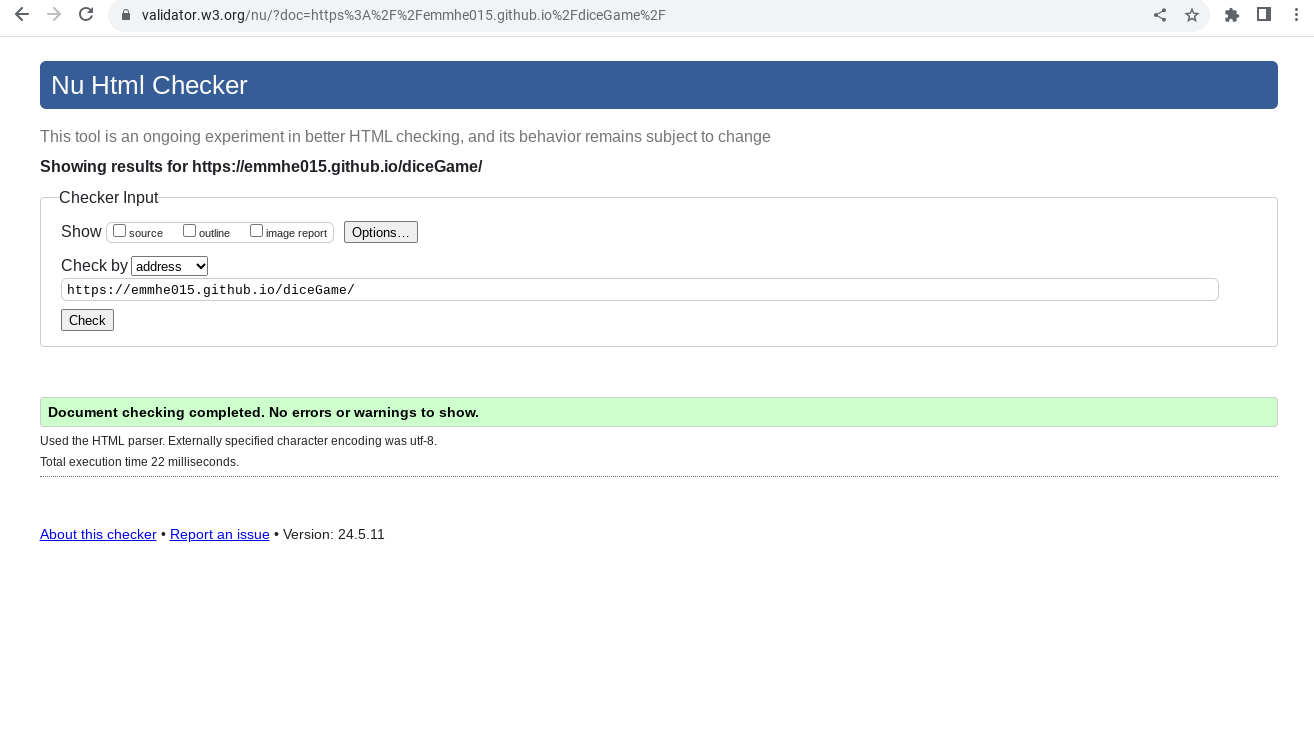 validator.w3.org/nu/?doc=https%3A%2F%2Femmhe015.github.io%2FdiceGame%2F
Nu Html Checker
This tool is an ongoing experiment in better HTML checking, and its behavior remains subject to change
Showing results for https://emmhe015.github.io/diceGame/
Checker Input
Show source outline image report Options...
Check by address
https://emmhe015.github.io/diceGame/
Check
Document checking completed. No errors or warnings to show.
Used the HTML parser. Externally specified character encoding was utf-8.
Total execution time 22 milliseconds.
About this checker • Report an issue • Version: 24.5.11